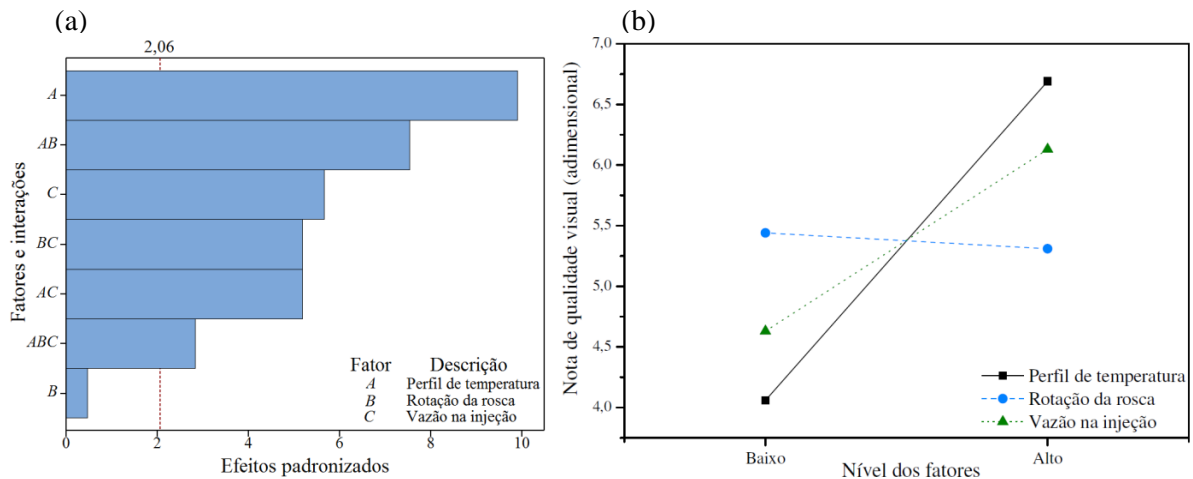 (a)
2,06
Fatores e interações
A
AB
C
BC
AC
ABC
B
Fator Descrição
A Perfil de temperatura
B Rotação da rosca
C Vazão na injeção
0 2 4 6 8 10
Efeitos padronizados
(b)
Nota de qualidade visual (adimensional)
7,0
6,5
6,0
5,5
5,0
4,5
4,0
Perfil de temperatura
Rotação da rosca
Vazão na injeção
Baixo Alto
Nível dos fatores